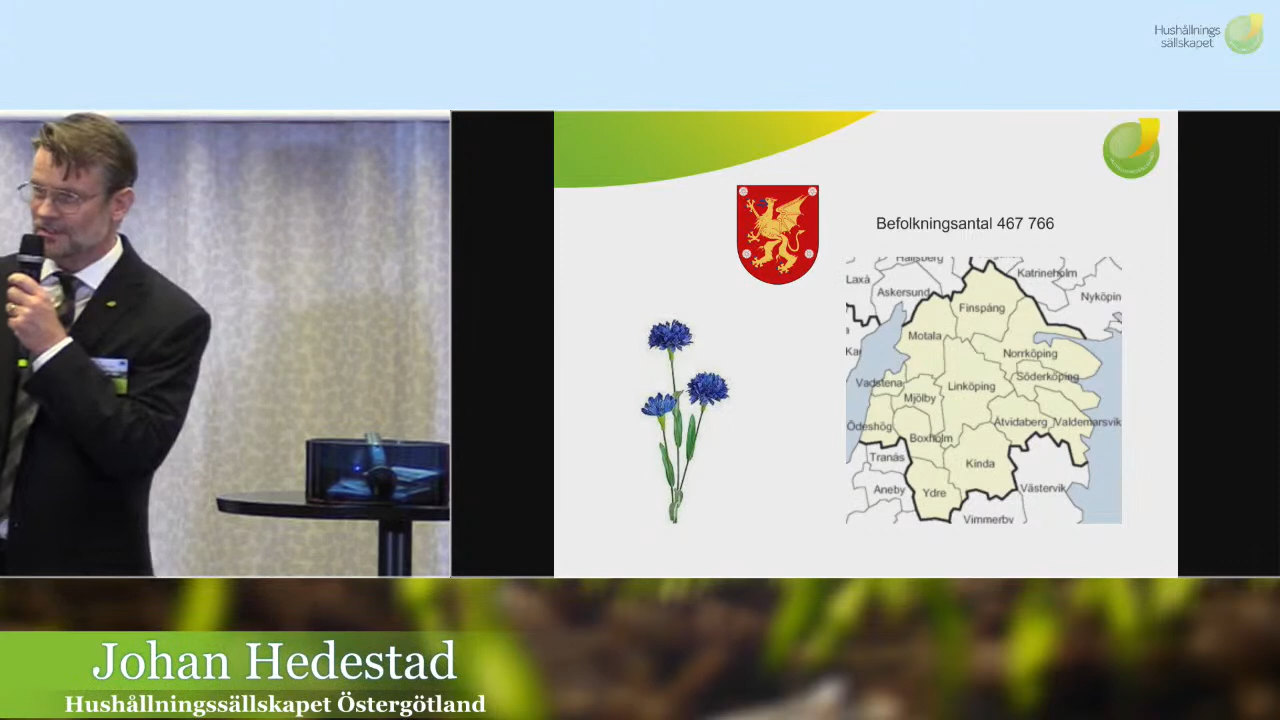 Hushållnings
sällskapet
Befolkningsantal 467 766
Hallsberg
Laxå
Katrineholm
Askersund
Nyköpin
Finspång
Motala
Norrköping
Vadstena
Söderköping
Linköping
Mjölby
Ödeshög
Åtvidaberg
Valdemarsvik
Boxholm
Tranås
Kinda
Aneby
Ydre
Västervik
Vimmerby
Johan Hedestad
Hushållningssällskapet Östergötland